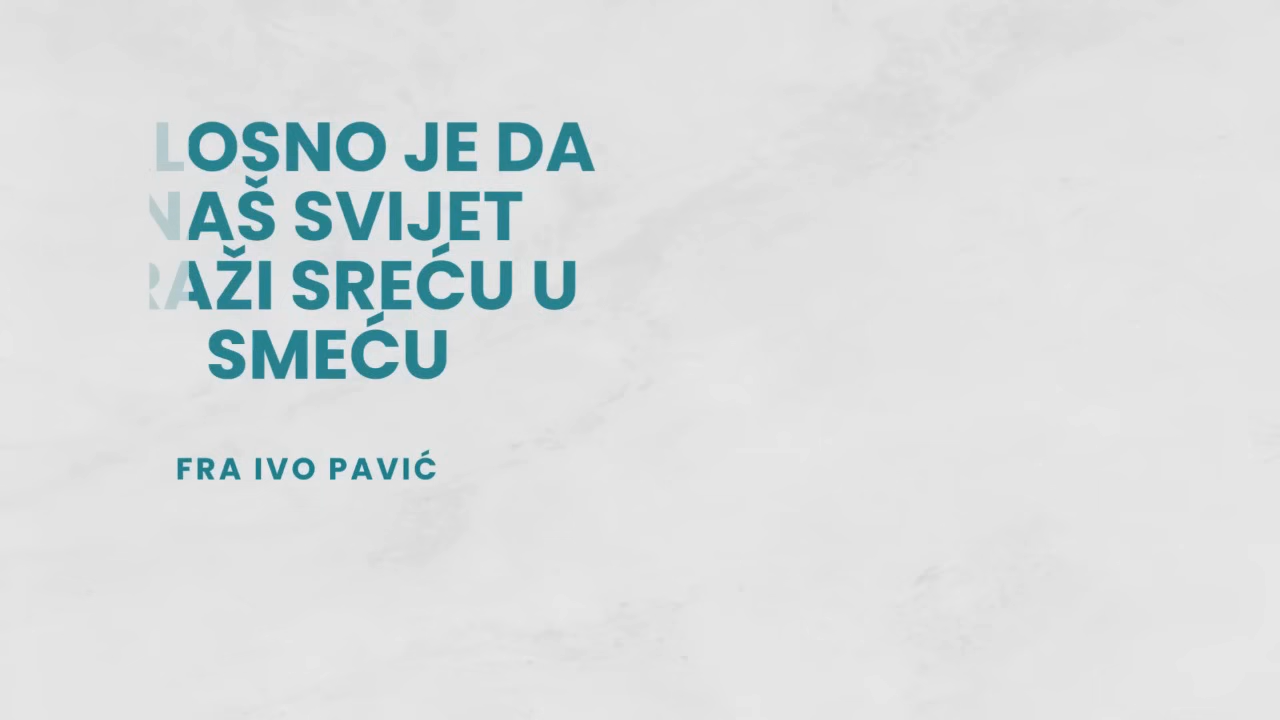 LOSNO JE DA
NAŠ SVIJET
RAŽI SREĆU U
SMEĆU
FRA IVO PAVIĆ